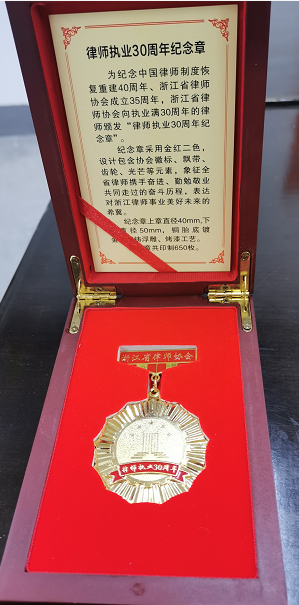 律师执业30周年纪念章
为纪念中国律师制度恢
复重建40周年、浙江省律师
协会成立35周年，浙江省律
师协会向执业满30周年的律
师颁发“律师执业30周年纪
念章”。
纪念章采用金红二色，
设计包含协会徽标、飘带、
齿轮、光芒等元素，象征全
省律师携手奋进、勤勉敬业
共同走过的奋斗历程，表达
对浙江律师事业美好未来的
希冀。
纪念章上章直径40mm,下
直径50mm，铜胎底镀
浮雕、烤漆工艺。
章共印制650枚。
浙江省律师协会
律师执业30周年